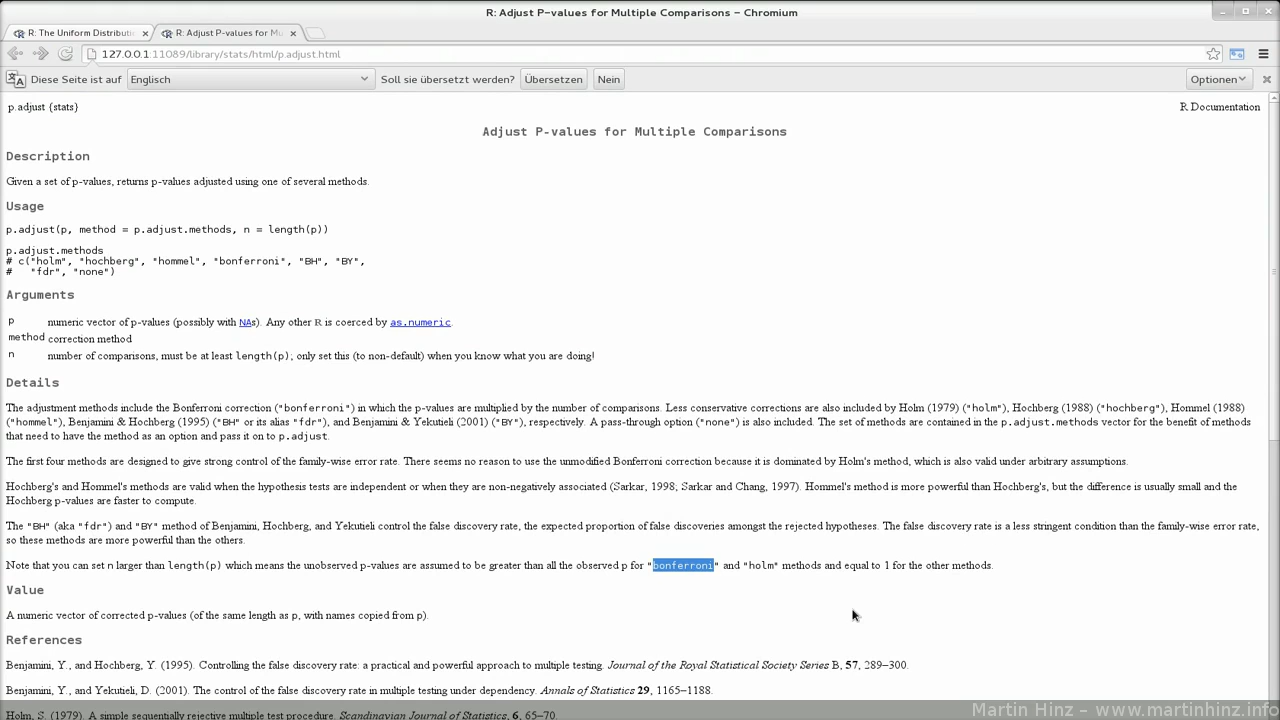 R: Adjust P-values for Multiple Comparisons - Chromium
R: The Uniform Distributi
R: Adjust P-values for Mu
127.0.0.1:11089/library/stats/html/p.adjust.html
Diese Seite ist auf Englisch Soll sie übersetzt werden? Übersetzen Nein Optionen
p.adjust {stats} R Documentation
Adjust P-values for Multiple Comparisons
Description
Given a set of p-values, returns p-values adjusted using one of several methods.
Usage
p.adjust(p, method = p.adjust.methods, n = length(p))
p.adjust.methods
# c("holm", "hochberg", "hommel", "bonferroni", "BH", "BY",
#   "fdr", "none")
Arguments
p numeric vector of p-values (possibly with NAs). Any other R is coerced by as.numeric.
method correction method
n number of comparisons, must be at least length(p); only set this (to non-default) when you know what you are doing!
Details
The adjustment methods include the Bonferroni correction ("bonferroni") in which the p-values are multiplied by the number of comparisons. Less conservative corrections are also included by Holm (1979) ("holm"), Hochberg (1988) ("hochberg"), Hommel (1988)
("hommel"), Benjamini & Hochberg (1995) ("BH" or its alias "fdr"), and Benjamini & Yekutieli (2001) ("BY"), respectively. A pass-through option ("none") is also included. The set of methods are contained in the p.adjust.methods vector for the benefit of methods
that need to have the method as an option and pass it on to p.adjust.
The first four methods are designed to give strong control of the family-wise error rate. There seems no reason to use the unmodified Bonferroni correction because it is dominated by Holm's method, which is also valid under arbitrary assumptions.
Hochberg's and Hommel's methods are valid when the hypothesis tests are independent or when they are non-negatively associated (Sarkar, 1998; Sarkar and Chang, 1997). Hommel's method is more powerful than Hochberg's, but the difference is usually small and the
Hochberg p-values are faster to compute.
The "BH" (aka "fdr") and "BY" method of Benjamini, Hochberg, and Yekutieli control the false discovery rate, the expected proportion of false discoveries amongst the rejected hypotheses. The false discovery rate is a less stringent condition than the family-wise error rate,
so these methods are more powerful than the others.
Note that you can set n larger than length(p) which means the unobserved p-values are assumed to be greater than all the observed p for "bonferroni" and "holm" methods and equal to 1 for the other methods.
Value
A numeric vector of corrected p-values (of the same length as p, with names copied from p).
References
Benjamini, Y., and Hochberg, Y. (1995). Controlling the false discovery rate: a practical and powerful approach to multiple testing. Journal of the Royal Statistical Society Series B, 57, 289–300.
Benjamini, Y., and Yekutieli, D. (2001). The control of the false discovery rate in multiple testing under dependency. Annals of Statistics 29, 1165–1188.
Holm, S. (1979). A simple sequentially rejective multiple test procedure. Scandinavian Journal of Statistics, 6, 65–70.
Martin Hinz - www.martinhinz.info